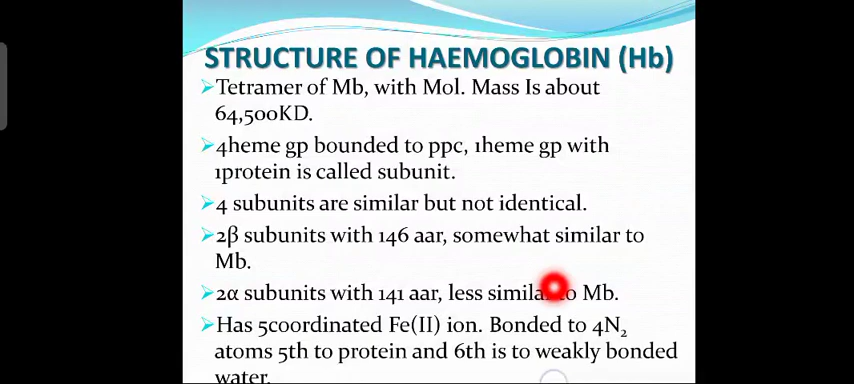 STRUCTURE OF HAEMOGLOBIN (Hb)
➢Tetramer of Mb, with Mol. Mass Is about
64,500KD.
➢4heme gp bounded to ppc, 1heme gp with
1protein is called subunit.
➢4 subunits are similar but not identical.
➢2β subunits with 146 aar, somewhat similar to
Mb.
➢2α subunits with 141 aar, less similar to Mb.
➢Has 5coordinated Fe(II) ion. Bonded to 4N₂
atoms 5th to protein and 6th is to weakly bonded
water.